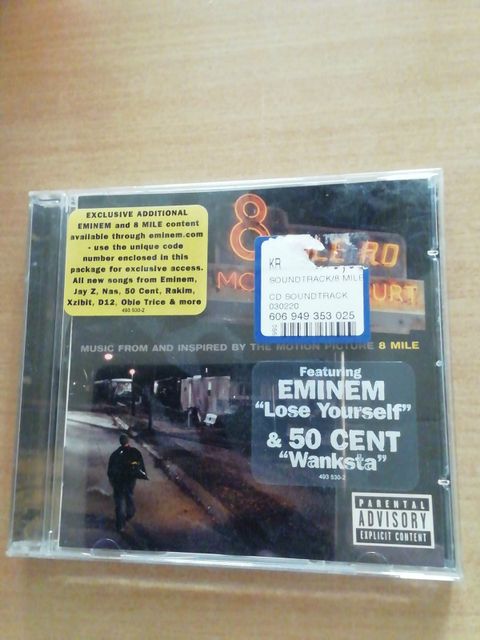 EXCLUSIVE ADDITIONAL
EMINEM and 8 MILE content
available through eminem.com
- use the unique code
number enclosed in this
package for exclusive access.
All new songs from Eminem,
Jay Z, Nas, 50 Cent, Rakim,
Xzibit, D12, Obie Trice & more
493 530-2
8
KR
SOUNDTRACK/8 MILE
CD SOUNDTRACK
030220
606 949 353 025
MUSIC FROM AND INSPIRED BY THE MOTION PICTURE 8 MILE
Featuring
EMINEM
"Lose Yourself"
& 50 CENT
"Wanksta"
493 530-2
PARENTAL
ADVISORY
EXPLICIT CONTENT